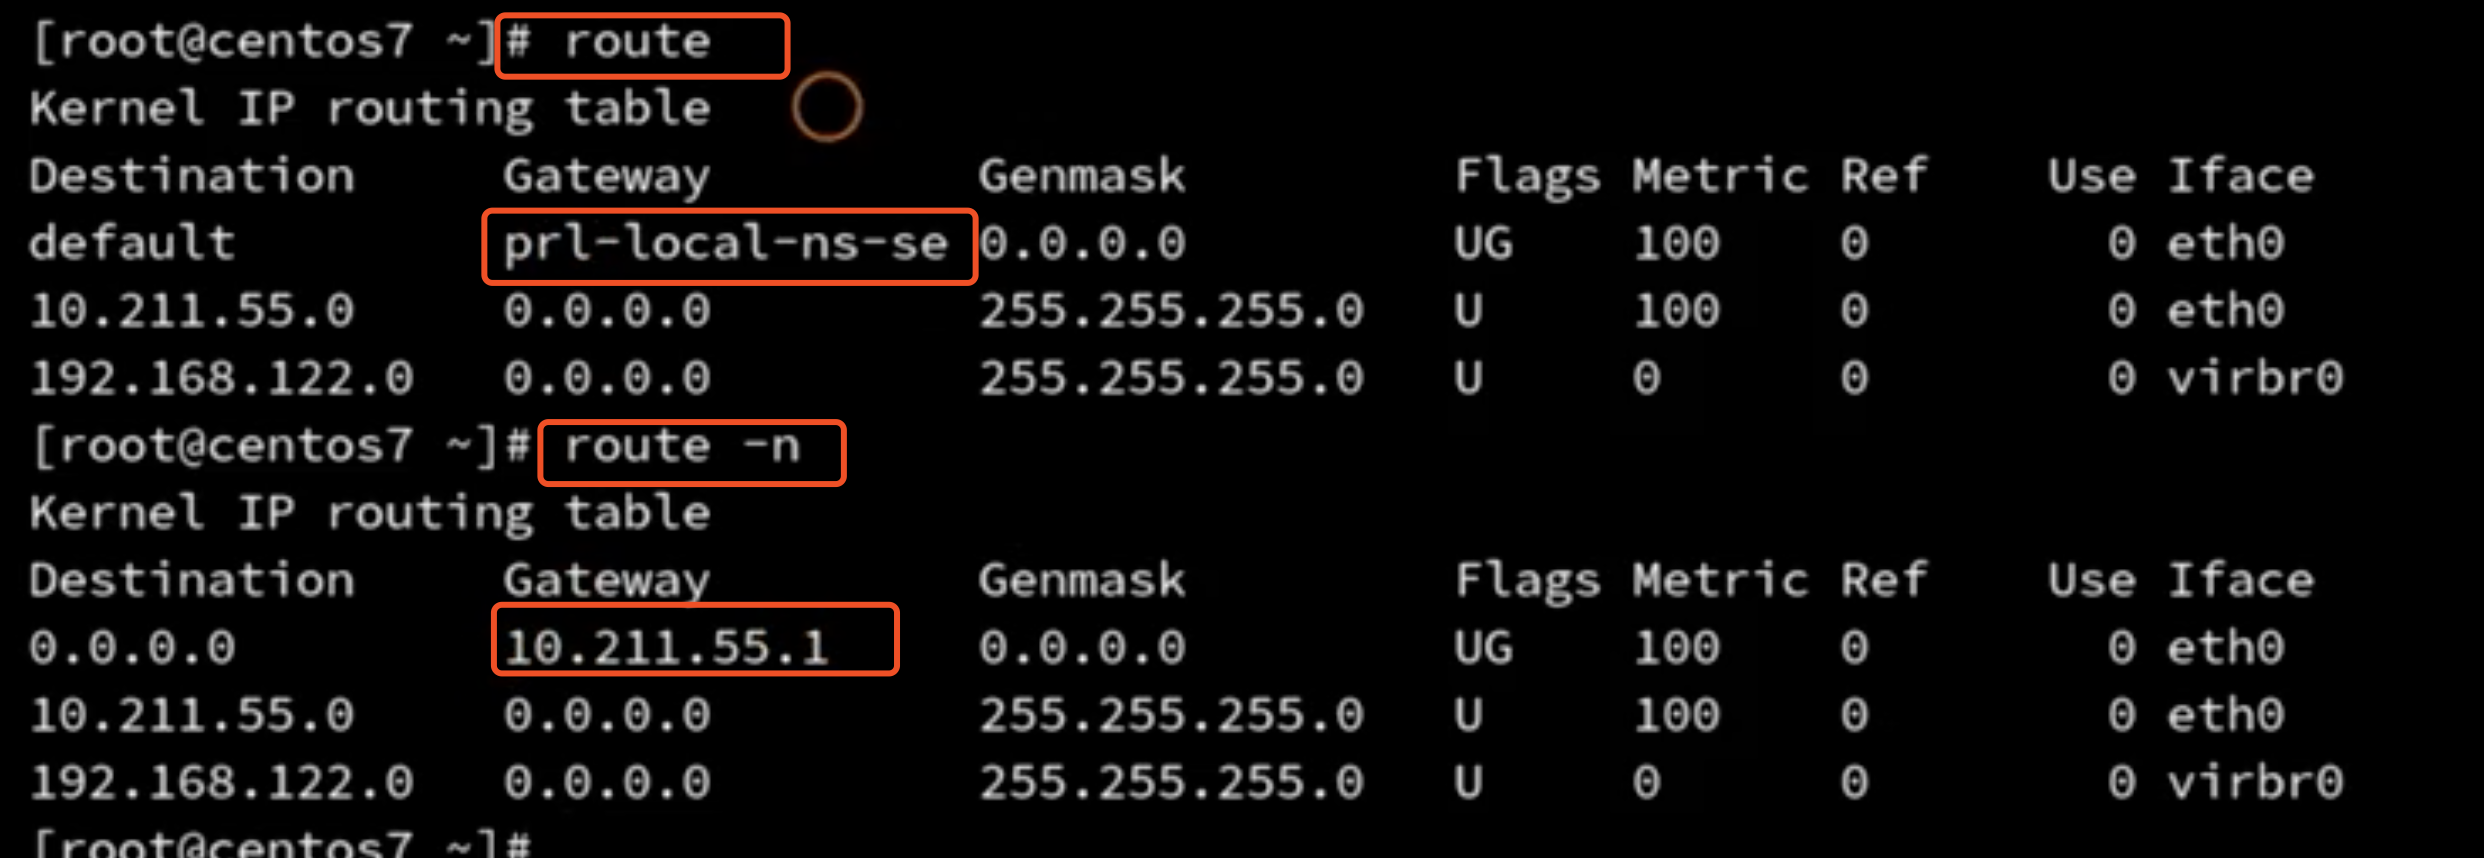 [root@centos7 ~]# route
Kernel IP routing table
Destination Gateway Genmask Flags Metric Ref Use Iface
default prl-local-ns-se 0.0.0.0 UG 100 0 0 eth0
10.211.55.0 0.0.0.0 255.255.255.0 U 100 0 0 eth0
192.168.122.0 0.0.0.0 255.255.255.0 U 0 0 0 virbr0
[root@centos7 ~]# route -n
Kernel IP routing table
Destination Gateway Genmask Flags Metric Ref Use Iface
0.0.0.0 10.211.55.1 0.0.0.0 UG 100 0 0 eth0
10.211.55.0 0.0.0.0 255.255.255.0 U 100 0 0 eth0
192.168.122.0 0.0.0.0 255.255.255.0 U 0 0 0 virbr0
[root@centos7 ~]#